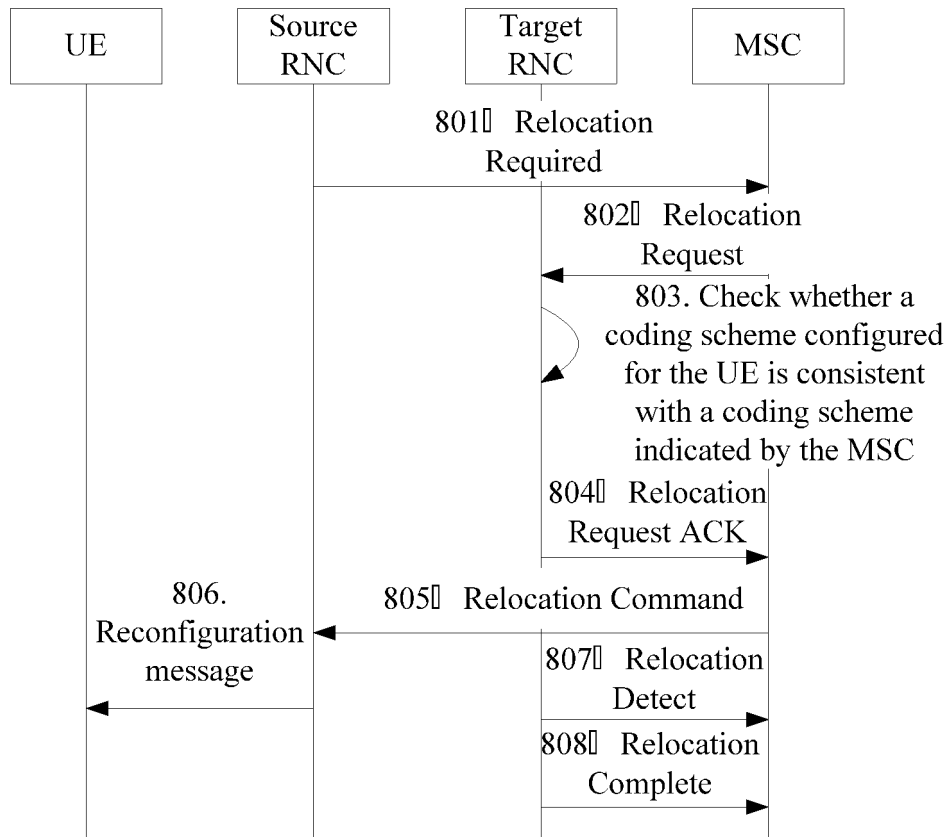 UE
Source
RNC
Target
RNC
MSC
801▯ Relocation
Required
802▯ Relocation
Request
803. Check whether a
coding scheme configured
for the UE is consistent
with a coding scheme
indicated by the MSC
804▯ Relocation
Request ACK
805▯ Relocation Command
806.
Reconfiguration
message
807▯ Relocation
Detect
808▯ Relocation
Complete